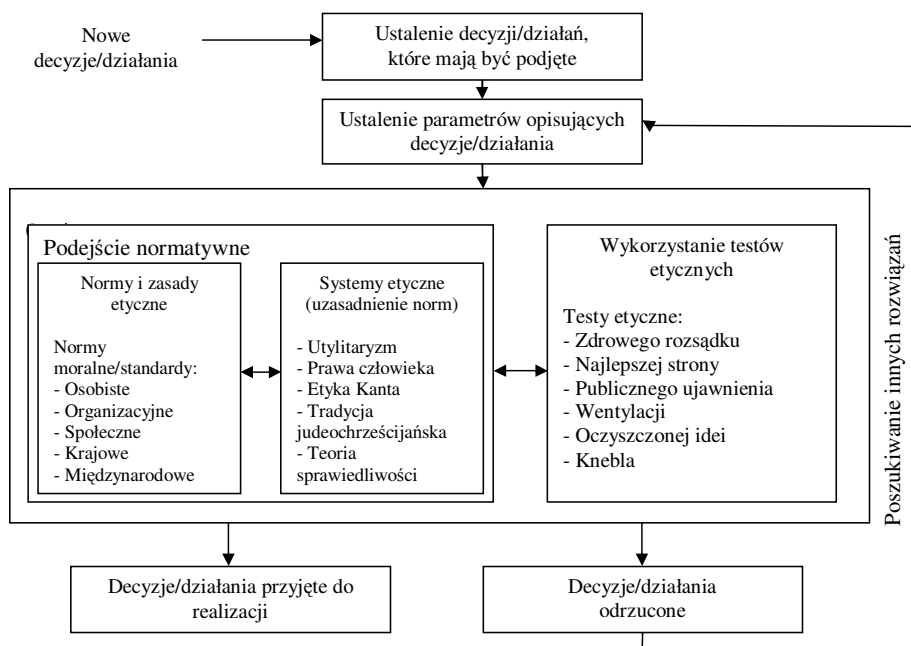 Nowe
decyzje/działania
Ustalenie decyzji/działań,
które mają być podjęte
Ustalenie parametrów opisujących
decyzje/działania
Podejście normatywne
Normy i zasady
etyczne
Normy
moralne/standardy:
- Osobiste
- Organizacyjne
- Społeczne
- Krajowe
- Międzynarodowe
Systemy etyczne
(uzasadnienie norm)
- Utylitaryzm
- Prawa człowieka
- Etyka Kanta
- Tradycja
judeochrześcijańska
- Teoria
sprawiedliwości
Wykorzystanie testów
etycznych
Testy etyczne:
- Zdrowego rozsądku
- Najlepszej strony
- Publicznego ujawnienia
- Wentylacji
- Oczyszczonej idei
- Knebla
Poszukiwanie innych rozwiązań
Decyzje/działania przyjęte do
realizacji
Decyzje/działania
odrzucone